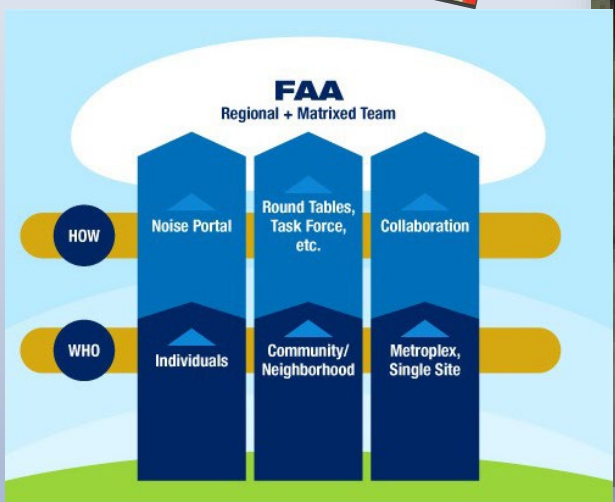 FAA
Regional + Matrixed Team
HOW
Noise Portal
Round Tables,
Task Force,
etc.
Collaboration
WHO
Individuals
Community/
Neighborhood
Metroplex,
Single Site